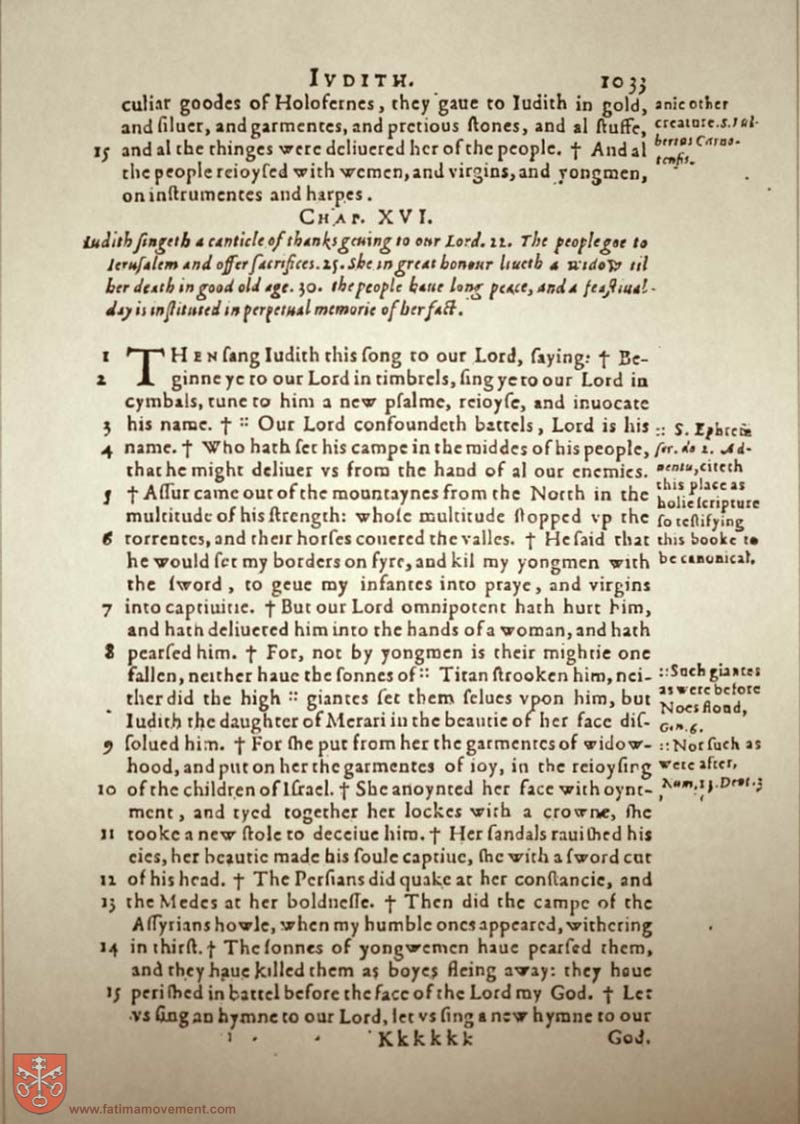 IVDITH. 1033
culiar goodes of Holofernes, they gaue to Iudith in gold,
and ſiluer, and garmentes, and pretious ſtones, and al ſtuffe,
15 and al the thinges were deliuered her of the people. † And al
the people reioyſed with wemen, and virgins, and yongmen,
on inſtrumentes and harpes.
anie other
creature. S. Ful-
bertus Carno-
tenſis.
CHAP. XVI.
Iudith ſingeth a canticle of thankſgeuing to our Lord. 22. The people goe to
Ieruſalem and offer ſacrifices. 25. She in great honour liueth a widow til
her death in good old age. 30. the people haue long peace, and a feaſtiual-
day is inſtituted in perpetual memorie of her fact.
1 THEN ſang Iudith this ſong to our Lord, ſaying: † Be-
2 ginne ye to our Lord in timbrels, ſing ye to our Lord in
cymbals, tune to him a new pſalme, reioyſe, and inuocate
3 his name. † :: Our Lord confoundeth battels, Lord is his
4 name. † Who hath ſet his campe in the middes of his people,
that he might deliuer vs from the hand of al our enemies.
5 † Aſſur came out of the mountaynes from the North in the
multitude of his ſtrength: whoſe multitude ſtopped vp the
6 torrentes, and their horſes couered the valles. † He ſaid that
he would ſet my borders on fyre, and kil my yongmen with
the ſword, to geue my infantes into praye, and virgins
7 into captiuitie. † But our Lord omnipotent hath hurt him,
and hath deliuered him into the hands of a woman, and hath
8 pearſed him. † For, not by yongmen is their mightie one
fallen, neither haue the ſonnes of :: Titan ſtrooken him, nei-
ther did the high :: giantes ſet them ſelues vpon him, but
Iudith the daughter of Merari in the beautie of her face diſ-
9 ſolued him. † For ſhe put from her the garmentes of widow-
hood, and put on her the garmentes of ioy, in the reioyſing
10 of the children of Iſrael. † She anoynted her face with oynt-
ment, and tyed together her lockes with a crowne, ſhe
11 tooke a new ſtole to deceiue him. † Her ſandals rauiſhed his
eies, her beautie made his ſoule captiue, ſhe with a ſword cut
12 of his head. † The Perſians did quake at her conſtancie, and
13 the Medes at her boldneſſe. † Then did the campe of the
Aſſyrians howle, when my humble ones appeared, withering
14 in thirſt. † The ſonnes of yongwemen haue pearſed them,
and they haue killed them as boyes fleing away: they haue
15 periſhed in battel before the face of the Lord my God. † Let
vs ſing an hymne to our Lord, let vs ſing a new hymne to our
Kkkkkk God.
:: S. Ephrem
ſer. de 2. Ad-
uentu, citeth
this place as
holie ſcripture
ſo teſtifying
this booke to
be canonical.
:: Such giantes
as were before
Noes floud,
Gen. 6.
:: Not ſuch as
were after,
Num. 13. Deut. 3
www.fatimamovement.com